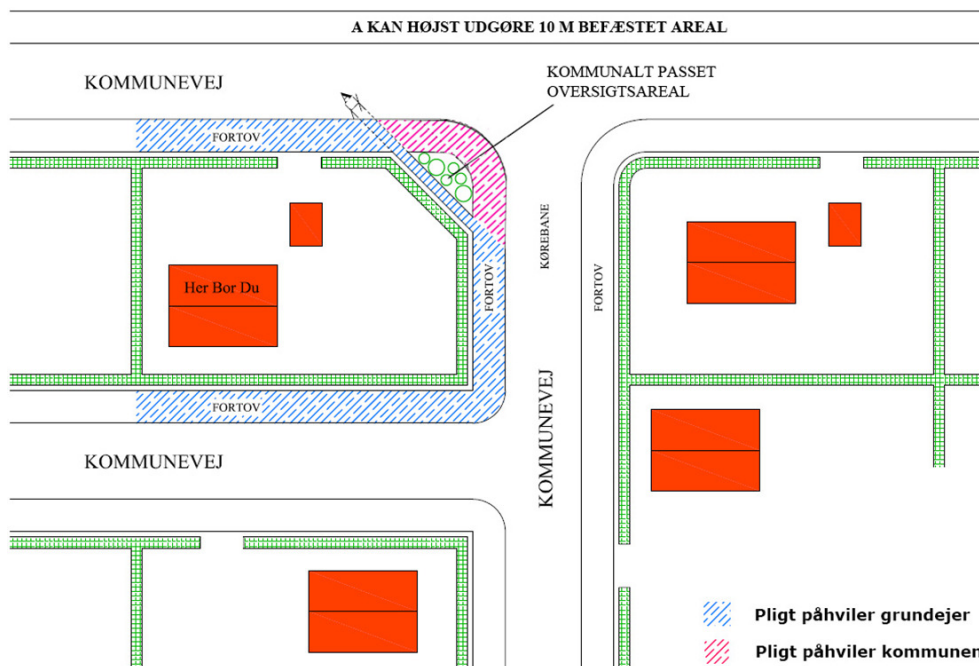 A KAN HØJST UDGØRE 10 M BEFÆSTET AREAL
KOMMUNEVEJ
KOMMUNALT PASSET
OVERSIGTSAREAL
FORTOV
KØREBANE
Her Bor Du
FORTOV
FORTOV
FORTOV
KOMMUNEVEJ
KOMMUNEVEJ
Pligt påhviler grundejer
Pligt påhviler kommunen